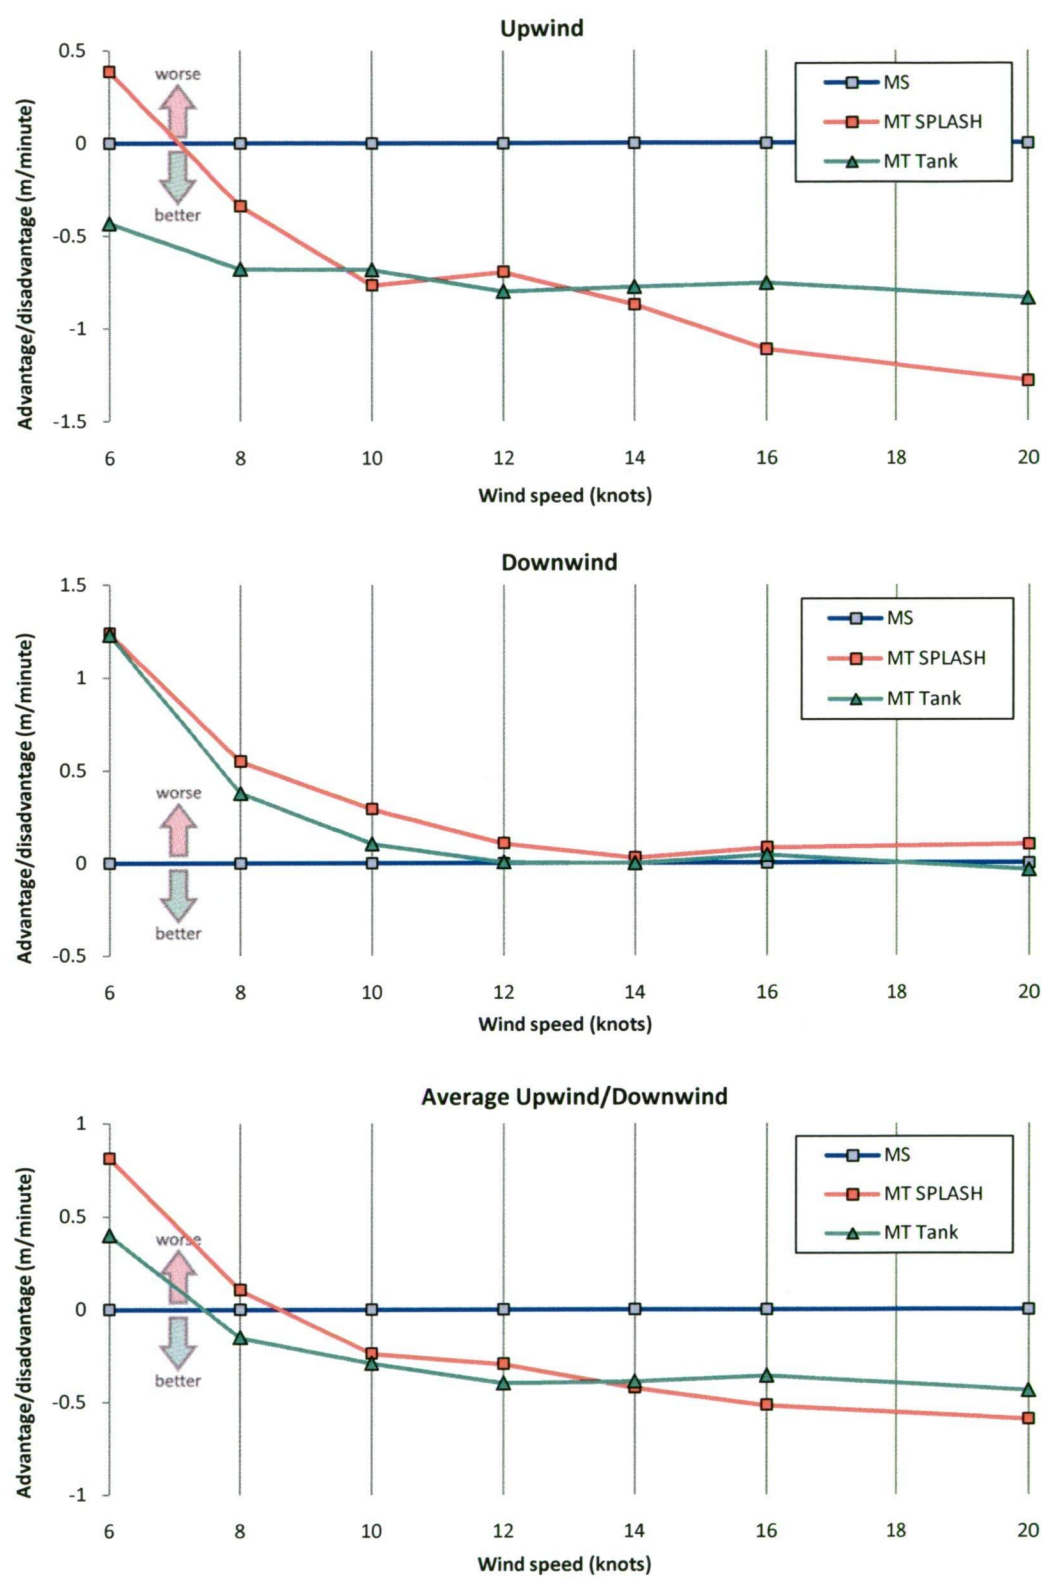 Upwind
0.5
0
-0.5
-1
-1.5
Advantage/disadvantage (m/minute)
worse
better
MS
MT SPLASH
MT Tank
6 8 10 12 14 16 18 20
Wind speed (knots)
Downwind
1.5
1
0.5
0
-0.5
Advantage/disadvantage (m/minute)
worse
better
MS
MT SPLASH
MT Tank
6 8 10 12 14 16 18 20
Wind speed (knots)
Average Upwind/Downwind
1
0.5
0
-0.5
-1
Advantage/disadvantage (m/minute)
worse
better
MS
MT SPLASH
MT Tank
6 8 10 12 14 16 18 20
Wind speed (knots)